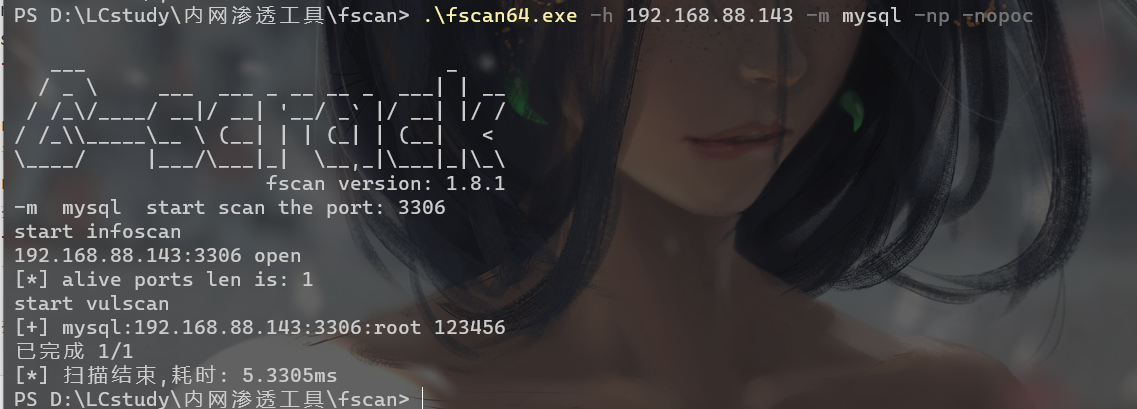 PS D:\LCstudy\内网渗透工具\fscan> .\fscan64.exe -h 192.168.88.143 -m mysql -np -nopoc
   ___                              _
  / _ \     ___  ___ _ __ __ _  ___| | __
 / /_\/____/ __|/ __| '__/ _` |/ __| |/ /
/ /_\\_____\__ \ (__| | | (_| | (__|   <
\____/     |___/\___|_|  \__,_|\___|_|\_\
                     fscan version: 1.8.1
-m  mysql  start scan the port: 3306
start infoscan
192.168.88.143:3306 open
[*] alive ports len is: 1
start vulscan
[+] mysql:192.168.88.143:3306:root 123456
已完成 1/1
[*] 扫描结束,耗时: 5.3305ms
PS D:\LCstudy\内网渗透工具\fscan>